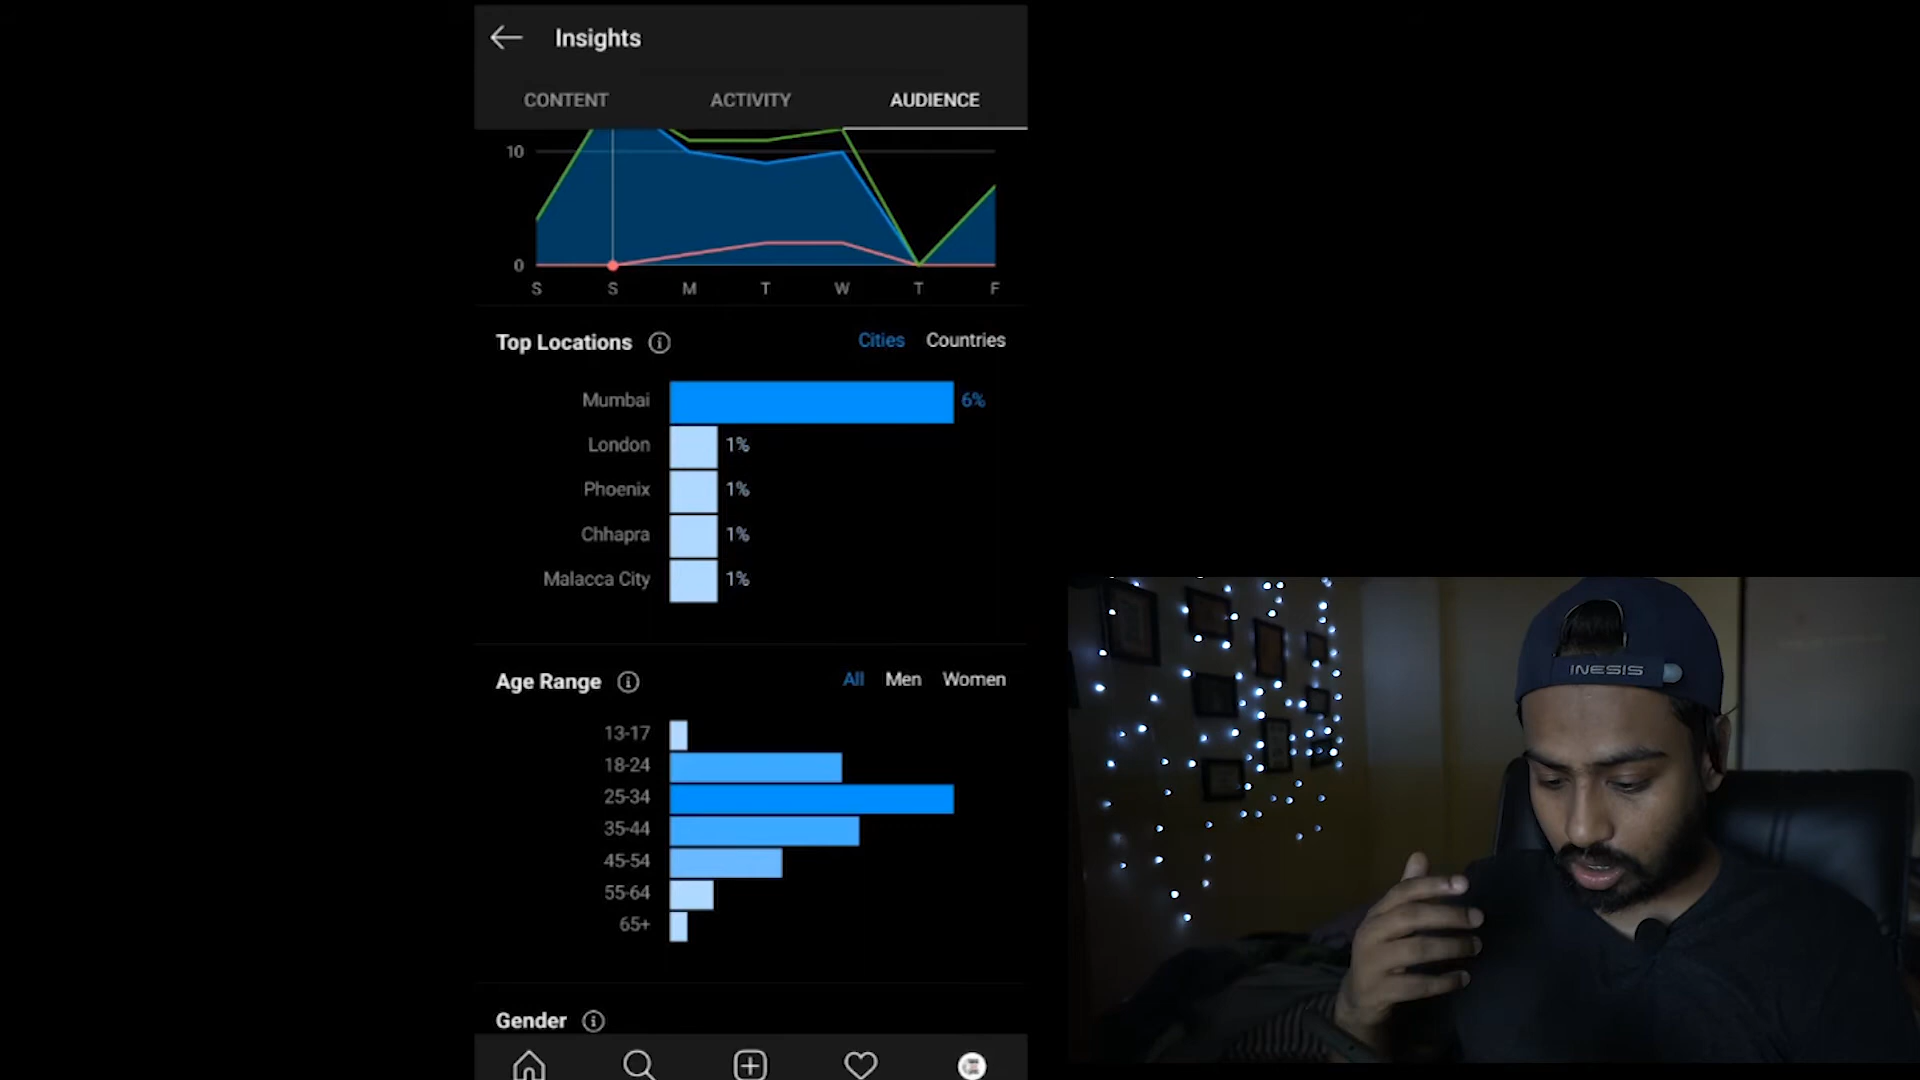 Insights
CONTENT ACTIVITY AUDIENCE
10
0
S S M T W T F
Top Locations Cities Countries
Mumbai 6%
London 1%
Phoenix 1%
Chhapra 1%
Malacca City 1%
Age Range All Men Women
13-17
18-24
25-34
35-44
45-54
55-64
65+
Gender
INESIS